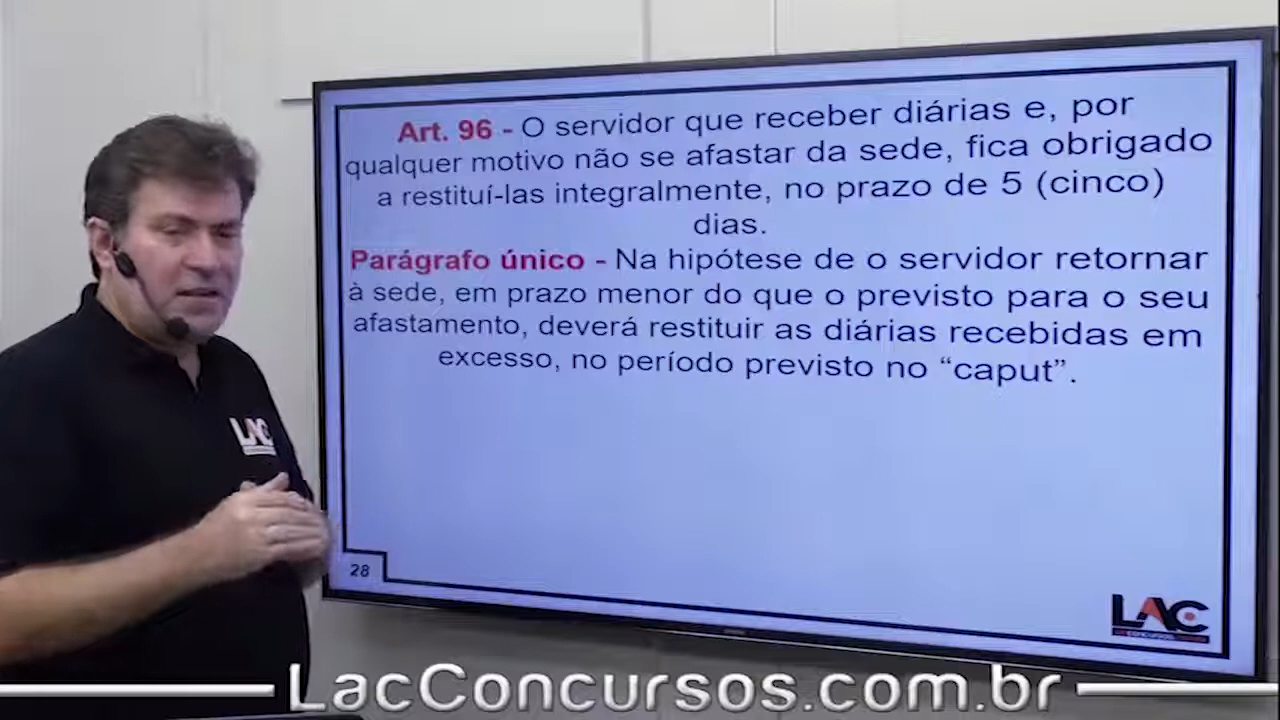 Art. 96 - O servidor que receber diárias e, por
qualquer motivo não se afastar da sede, fica obrigado
a restituí-las integralmente, no prazo de 5 (cinco)
dias.
Parágrafo único - Na hipótese de o servidor retornar
à sede, em prazo menor do que o previsto para o seu
afastamento, deverá restituir as diárias recebidas em
excesso, no período previsto no “caput”.
LAC
28
LAC
LacConcursos.com.br